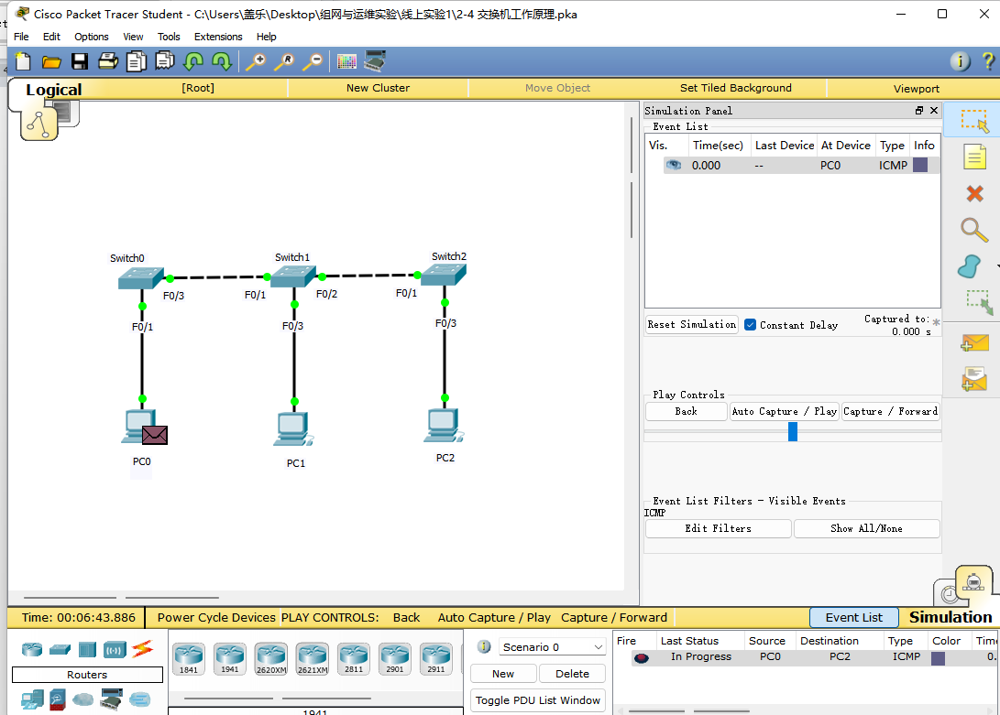 Cisco Packet Tracer Student - C:\Users\盖乐\Desktop\组网与运维实验\线上实验1\2-4 交换机工作原理.pka
File Edit Options View Tools Extensions Help
Logical [Root] New Cluster Move Object Set Tiled Background Viewport
Simulation Panel
Event List
Vis. Time(sec) Last Device At Device Type Info
0.000 -- PC0 ICMP
Switch0 Switch1 Switch2
F0/3 F0/1 F0/2 F0/1
F0/1 F0/3 F0/3
PC0 PC1 PC2
Reset Simulation Constant Delay Captured to: *
0.000 s
Play Controls
Back Auto Capture / Play Capture / Forward
Event List Filters - Visible Events
ICMP
Edit Filters Show All/None
Time: 00:06:43.886 Power Cycle Devices PLAY CONTROLS: Back Auto Capture / Play Capture / Forward Event List Simulation
Routers
1841 1941 2620XM 2621XM 2811 2901 2911
1941
Scenario 0
New Delete
Toggle PDU List Window
Fire Last Status Source Destination Type Color Time
In Progress PC0 PC2 ICMP 0.